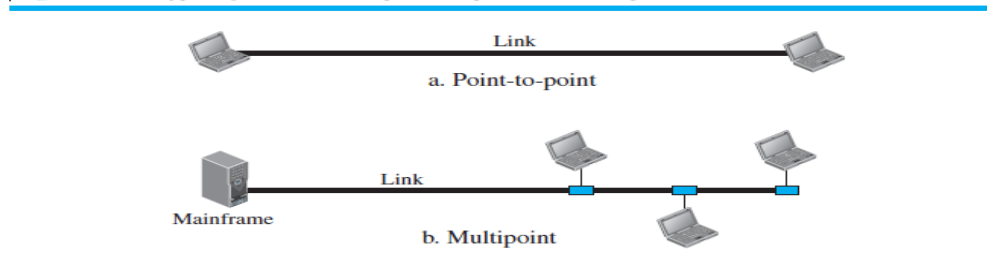 Link
a. Point-to-point
Link
Mainframe
b. Multipoint